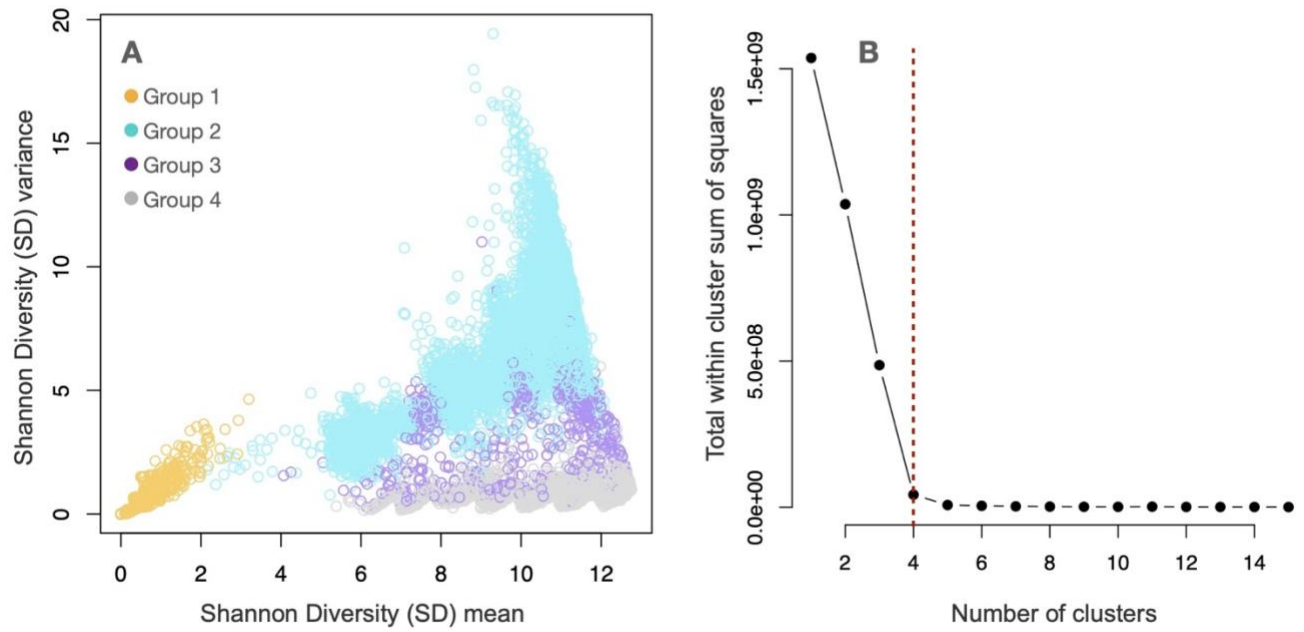 A
Group 1
Group 2
Group 3
Group 4
Shannon Diversity (SD) variance
0
5
10
15
20
0 2 4 6 8 10 12
Shannon Diversity (SD) mean
B
Total within cluster sum of squares
0.0e+00
5.0e+08
1.0e+09
1.5e+09
2 4 6 8 10 12 14
Number of clusters